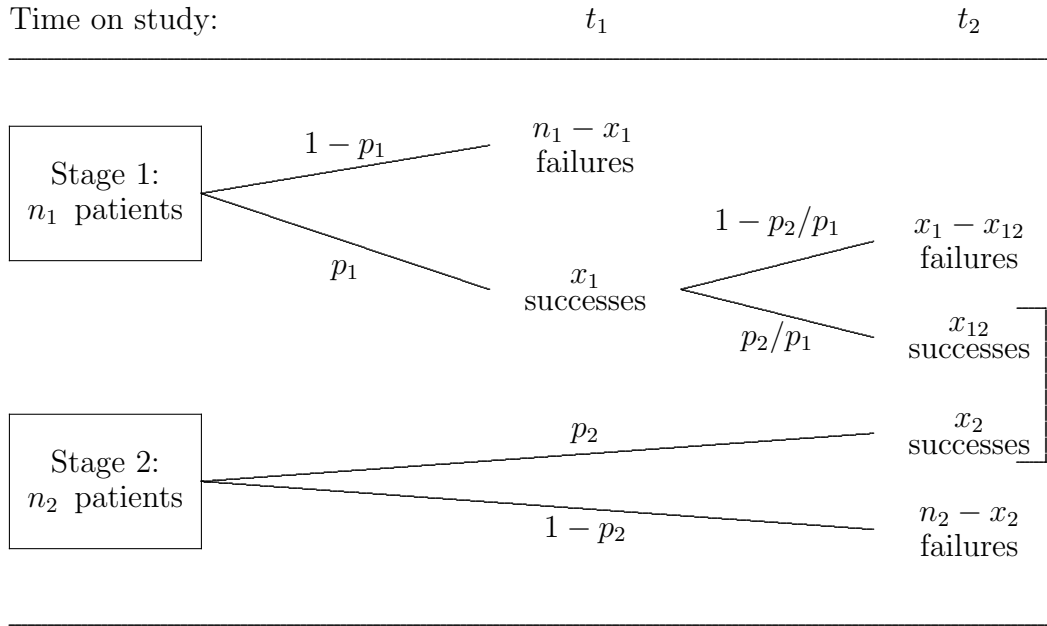 Time on study: t₁ t₂
1 − p₁
n₁ − x₁
failures
Stage 1:
n₁ patients
p₁
x₁
successes
1 − p₂/p₁
x₁ − x₁₂
failures
p₂/p₁
x₁₂
successes
Stage 2:
n₂ patients
p₂
x₂
successes
1 − p₂
n₂ − x₂
failures